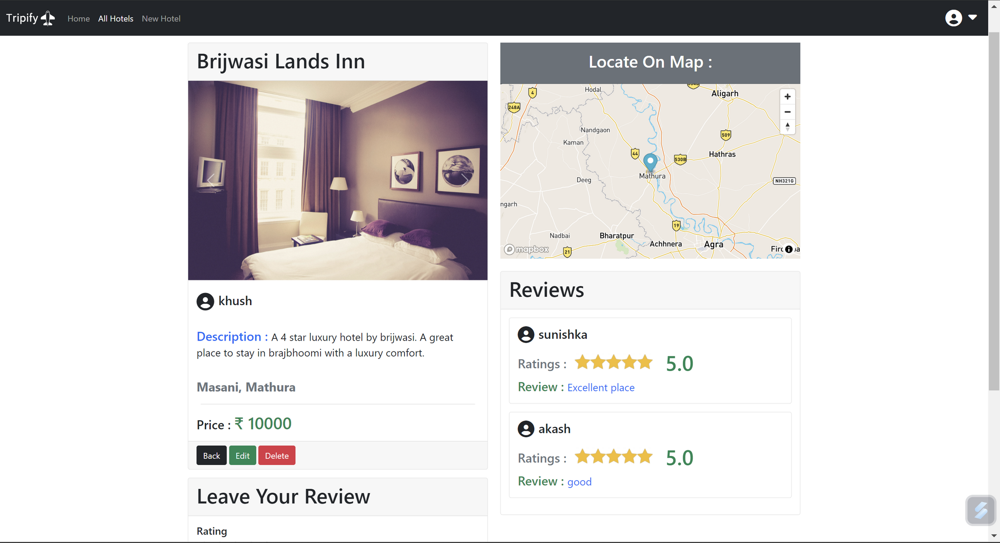 Tripify
Home All Hotels New Hotel
Brijwasi Lands Inn
khush
Description : A 4 star luxury hotel by brijwasi. A great
place to stay in brajbhoomi with a luxury comfort.
Masani, Mathura
Price : ₹ 10000
Back Edit Delete
Leave Your Review
Rating
Locate On Map :
Hodal
Aligarh
4
248A
Nandgaon
509
Kaman
44
Hathras
530B
Mathura
Deeg
NH321G
ngarh
19
Nadbai
Bharatpur
Achhnera
Agra
mapbox
21
Reviews
sunishka
Ratings : 5.0
Review : Excellent place
akash
Ratings : 5.0
Review : good